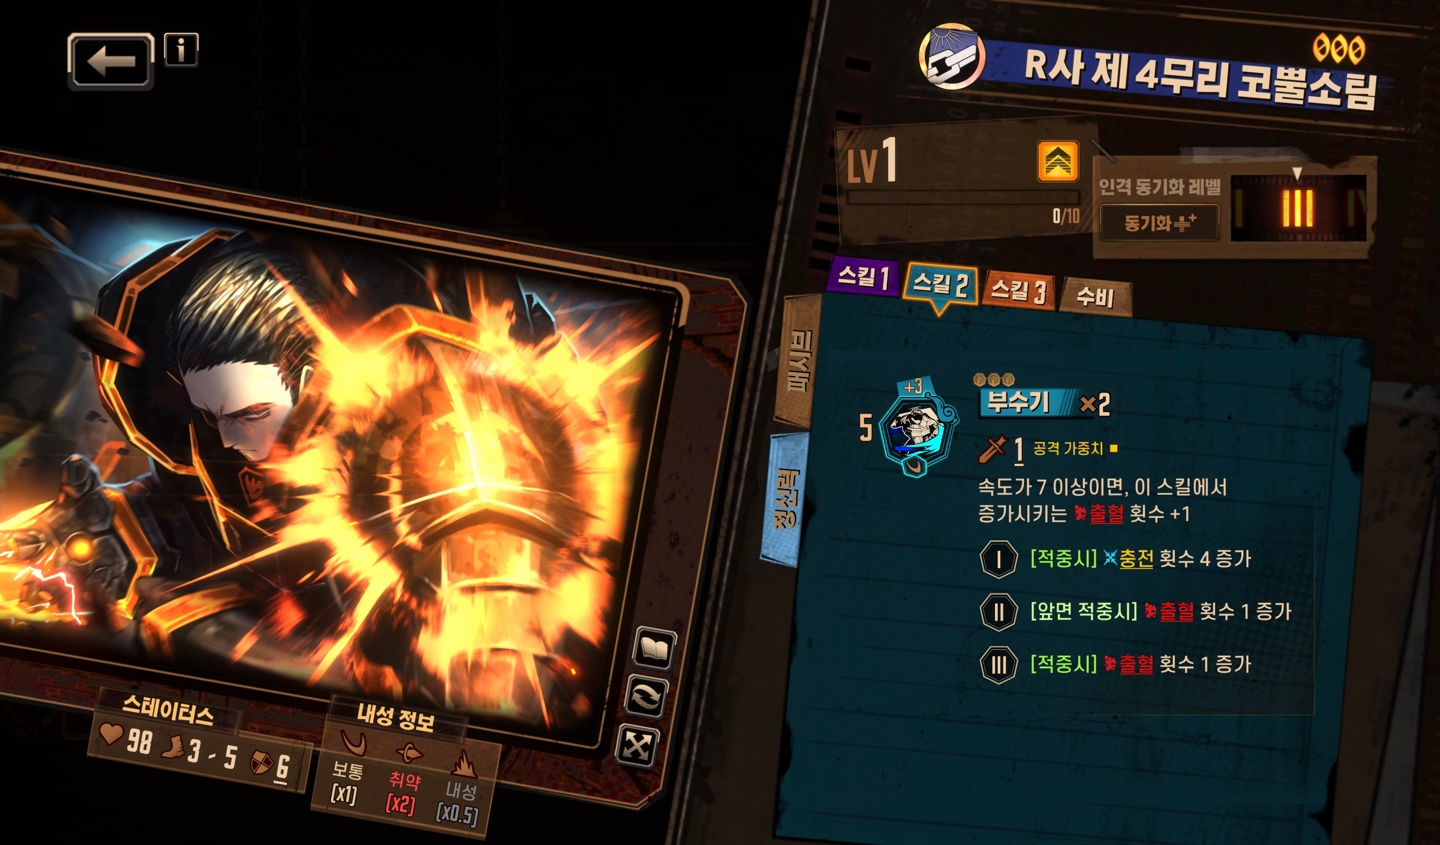 i
R사 제 4무리 코뿔소팀
LV 1
0/10
인격 동기화 레벨
동기화
스킬 1
스킬 2
스킬 3
수비
패시브
정신력
5
+3
부수기 ×2
1 공격 가중치
속도가 7 이상이면, 이 스킬에서
증가시키는 출혈 횟수 +1
I [적중시] 충전 횟수 4 증가
II [앞면 적중시] 출혈 횟수 1 증가
III [적중시] 출혈 횟수 1 증가
스테이터스
98 3 - 5 6
내성 정보
보통 취약 내성
[x1] [x2] [x0.5]